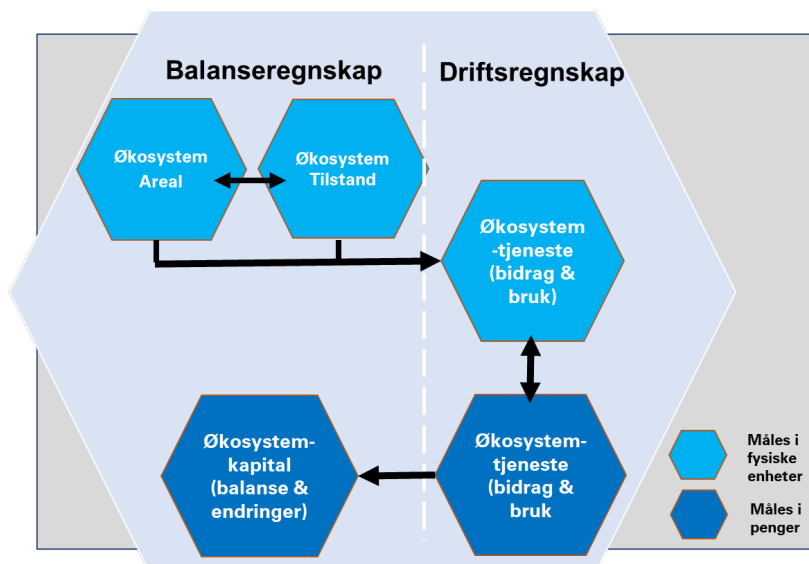 Balanseregnskap
Driftsregnskap
Økosystem
Areal
Økosystem
Tilstand
Økosystem
-tjeneste
(bidrag &
bruk)
Økosystem-
kapital
(balanse &
endringer)
Økosystem-
tjeneste
(bidrag &
bruk
Måles i
fysiske
enheter
Måles i
penger